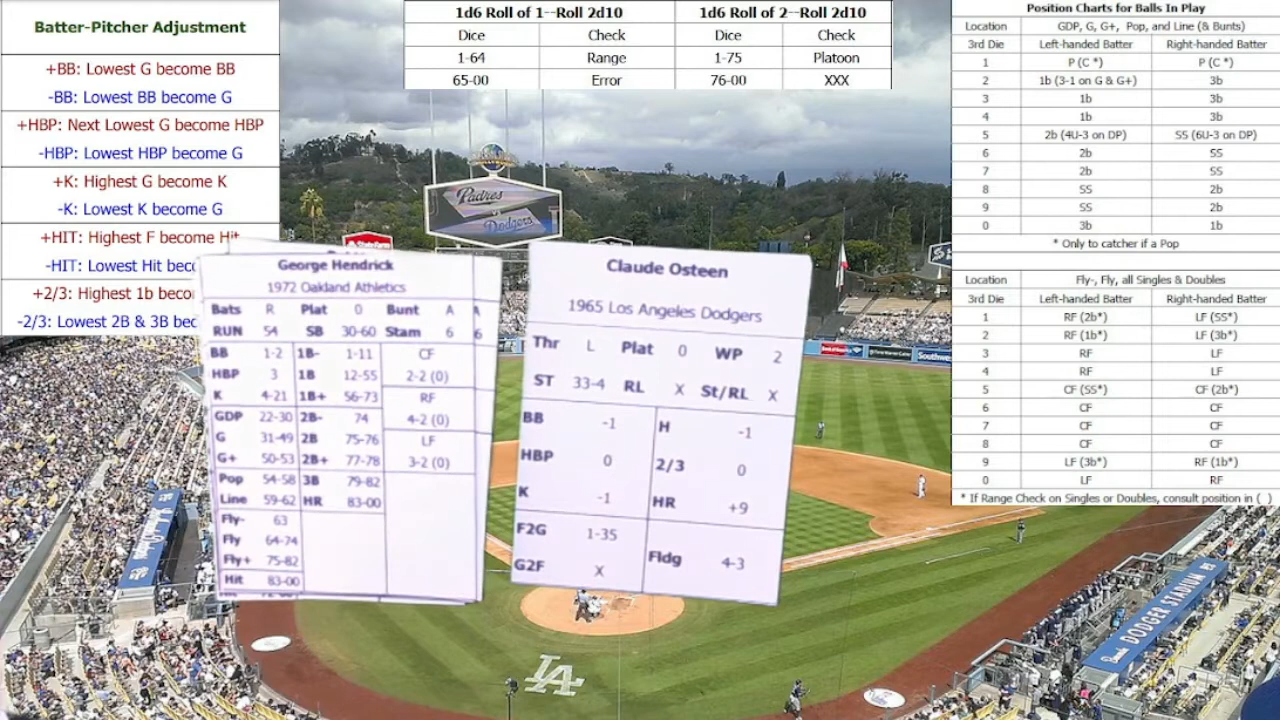 Batter-Pitcher Adjustment
+BB: Lowest G become BB
-BB: Lowest BB become G
+HBP: Next Lowest G become HBP
-HBP: Lowest HBP become G
+K: Highest G become K
-K: Lowest K become G
+HIT: Highest F become Hit
-HIT: Lowest Hit
+2/3: Highest 1b
-2/3: Lowest 2B & 3B
1d6 Roll of 1--Roll 2d10 1d6 Roll of 2--Roll 2d10
Dice Check Dice Check
1-64 Range 1-75 Platoon
65-00 Error 76-00 XXX
Position Charts for Balls In Play
Location GDP, G, G+, Pop, and Line (& Bunts)
3rd Die Left-handed Batter Right-handed Batter
1 P (C *) P (C *)
2 1b (3-1 on G & G+) 3b
3 1b 3b
4 1b 3b
5 2b (4U-3 on DP) SS (6U-3 on DP)
6 2b SS
7 2b SS
8 SS 2b
9 SS 2b
0 3b 1b
* Only to catcher if a Pop
Location Fly-, Fly, all Singles & Doubles
3rd Die Left-handed Batter Right-handed Batter
1 RF (2b*) LF (SS*)
2 RF (1b*) LF (3b*)
3 RF LF
4 RF LF
5 CF (SS*) CF (2b*)
6 CF CF
7 CF CF
8 CF CF
9 LF (3b*) RF (1b*)
0 LF RF
* If Range Check on Singles or Doubles, consult position in ( )
Padres
Dodgers
George Hendrick
1972 Oakland Athletics
Bats R Plat 0 Bunt A
RUN 54 SB 30-60 Stam 6
BB 1-2 1B- 1-11 CF
HBP 3 1B 12-55 2-2 (0)
K 4-21 1B+ 56-73 RF
GDP 22-30 2B- 74 4-2 (0)
G 31-49 2B 75-76 LF
G+ 50-53 2B+ 77-78 3-2 (0)
Pop 54-58 3B 79-82
Line 59-62 HR 83-00
Fly- 63
Fly 64-74
Fly+ 75-82
Hit 83-00
A
6
Claude Osteen
1965 Los Angeles Dodgers
Thr L Plat 0 WP 2
ST 33-4 RL X St/RL X
BB -1 H -1
HBP 0 2/3 0
K -1 HR +9
F2G 1-35 Fldg 4-3
G2F X
DODGER STADIUM
LA